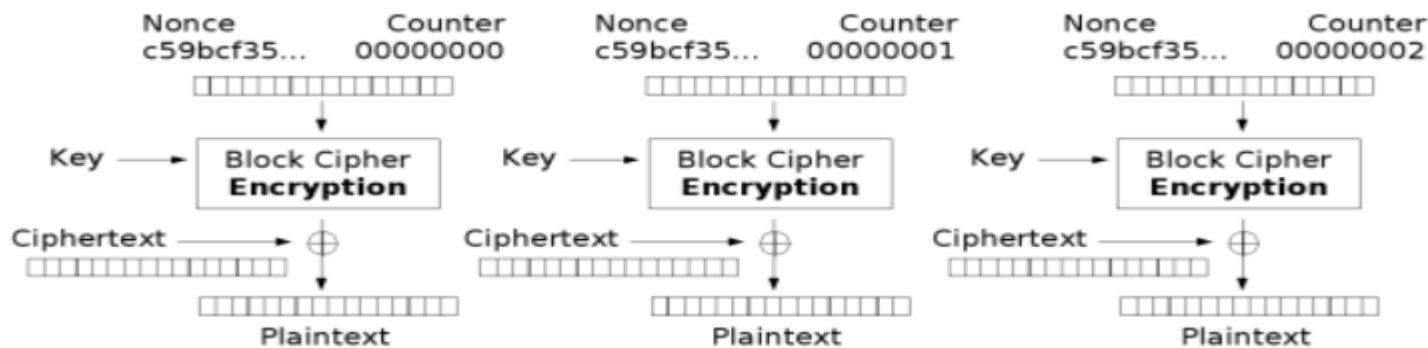 Nonce Counter Nonce Counter Nonce Counter
c59bcf35... 00000000 c59bcf35... 00000001 c59bcf35... 00000002
Key Block Cipher Key Block Cipher Key Block Cipher
Encryption Encryption Encryption
Ciphertext Ciphertext Ciphertext
Plaintext Plaintext Plaintext